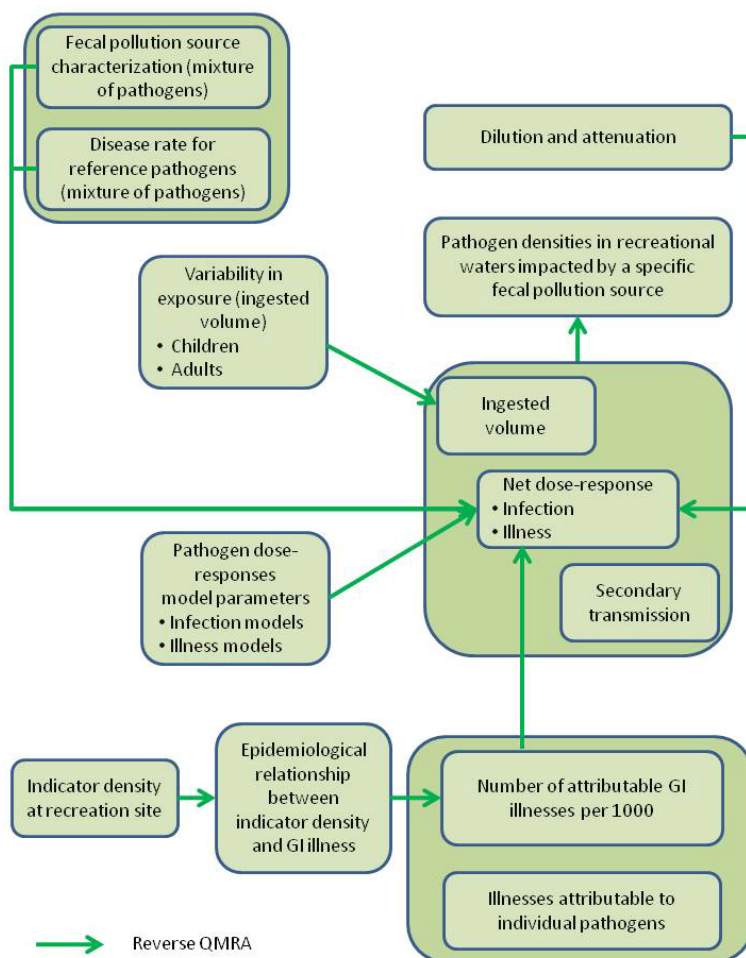 Fecal pollution source
characterization (mixture
of pathogens)
Disease rate for
reference pathogens
(mixture of pathogens)
Dilution and attenuation
Pathogen densities in recreational
waters impacted by a specific
fecal pollution source
Variability in
exposure (ingested
volume)
• Children
• Adults
Ingested
volume
Net dose-response
• Infection
• Illness
Pathogen dose-
responses
model parameters
• Infection models
• Illness models
Secondary
transmission
Indicator density
at recreation site
Epidemiological
relationship
between
indicator density
and GI illness
Number of attributable GI
illnesses per 1000
Illnesses attributable to
individual pathogens
Reverse QMRA